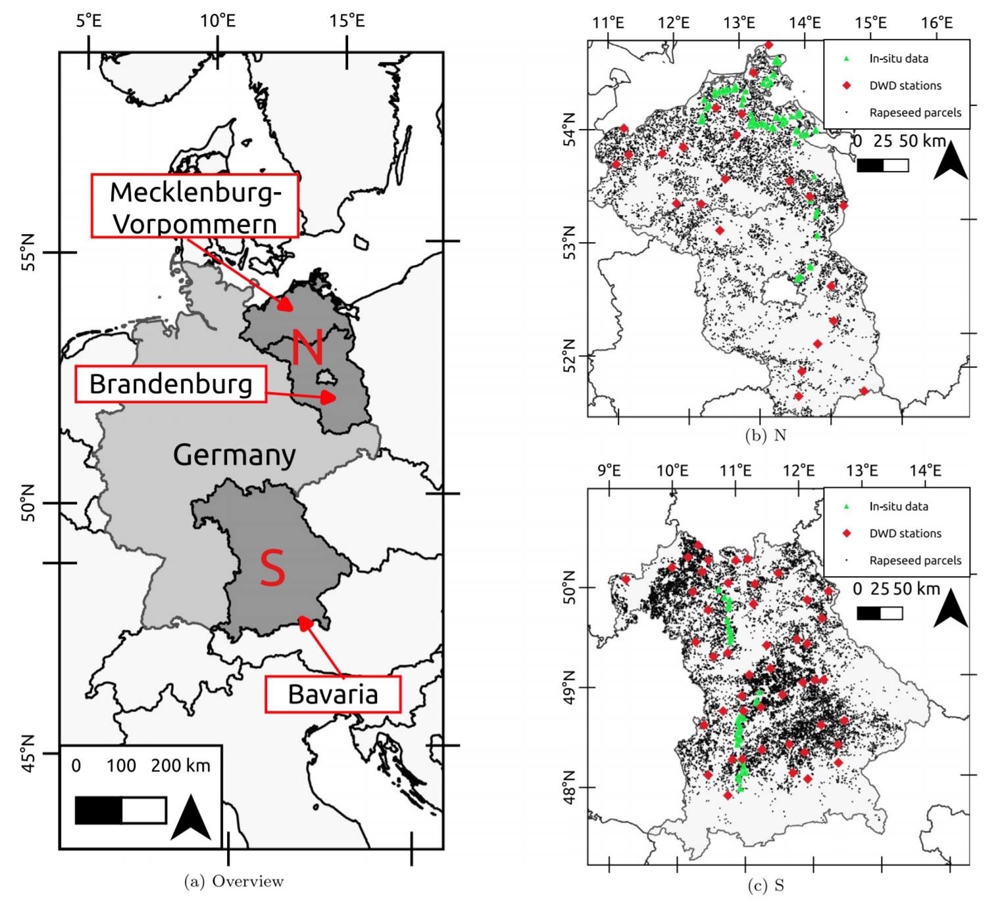 5°E 10°E 15°E
55°N
50°N
45°N
Mecklenburg-
Vorpommern
N
Brandenburg
Germany
S
Bavaria
0 100 200 km
(a) Overview
11°E 12°E 13°E 14°E 15°E 16°E
54°N
53°N
52°N
In-situ data
DWD stations
Rapeseed parcels
0 25 50 km
(b) N
9°E 10°E 11°E 12°E 13°E 14°E
50°N
49°N
48°N
In-situ data
DWD stations
Rapeseed parcels
0 25 50 km
(c) S